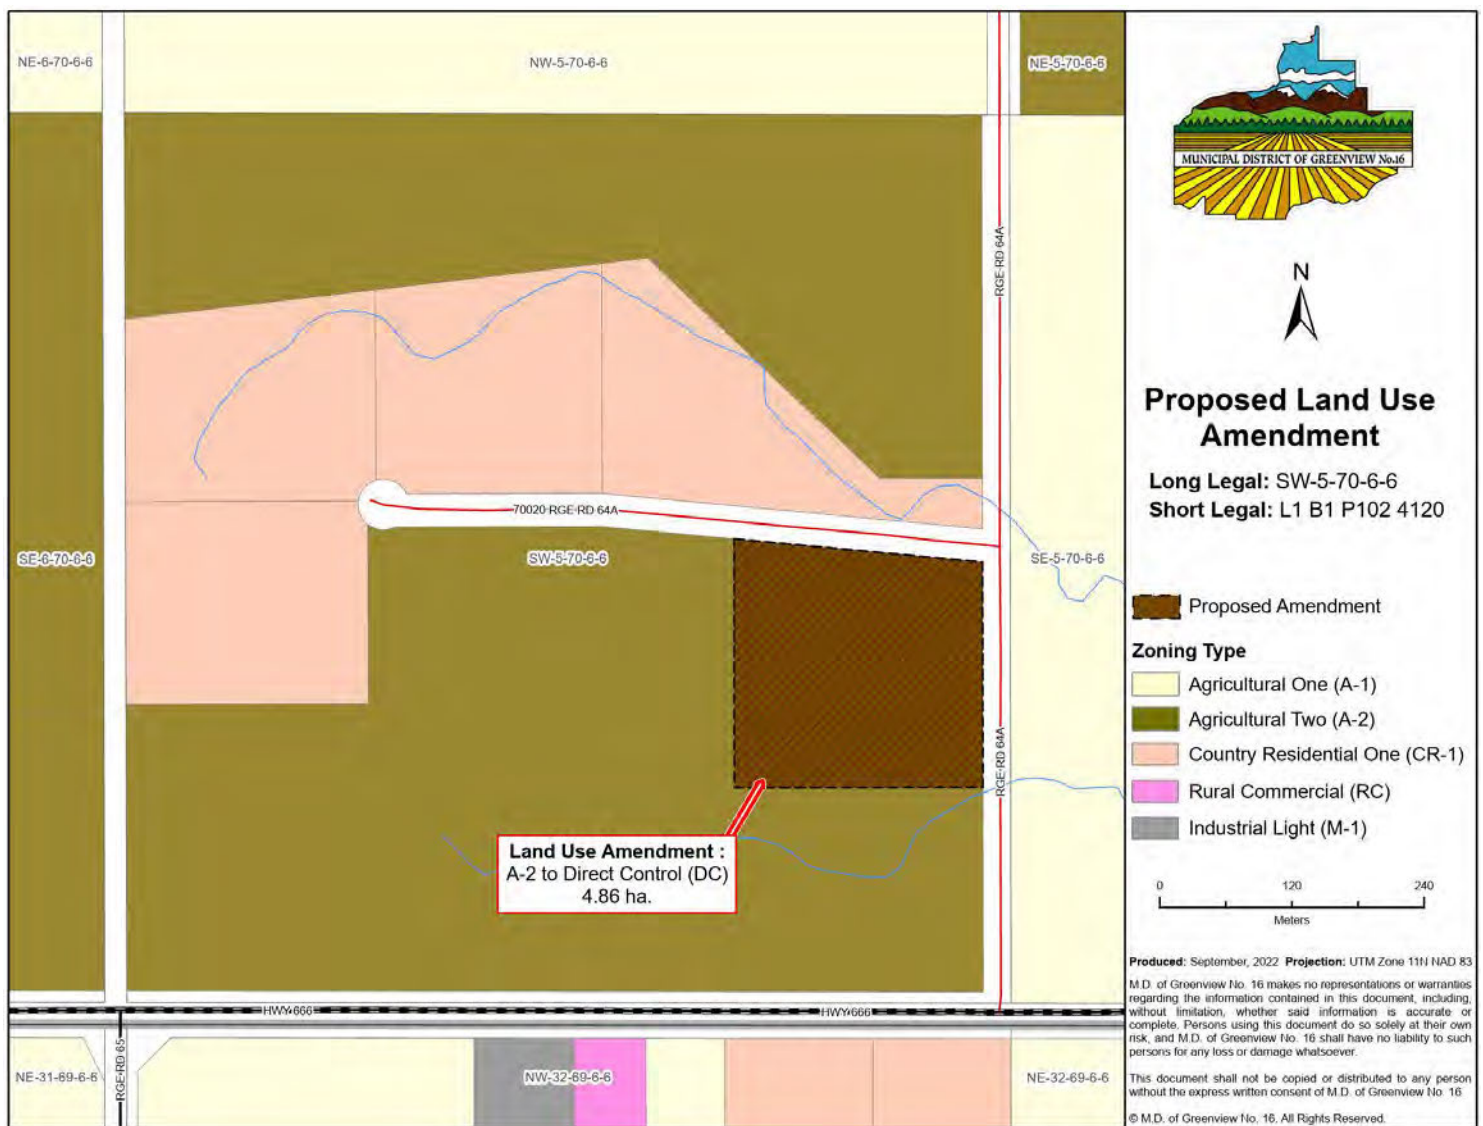 NE-6-70-6-6
NW-5-70-6-6
NE-5-70-6-6
RGE-RD 64A
70020 RGE-RD 64A
SE-6-70-6-6
SW-5-70-6-6
SE-5-70-6-6
RGE-RD 64A
Land Use Amendment :
A-2 to Direct Control (DC)
4.86 ha.
HWY 666
HWY 666
RGE-RD 65
NE-31-69-6-6
NW-32-69-6-6
NE-32-69-6-6
MUNICIPAL DISTRICT OF GREENVIEW No.16
N
Proposed Land Use
Amendment
Long Legal: SW-5-70-6-6
Short Legal: L1 B1 P102 4120
Proposed Amendment
Zoning Type
Agricultural One (A-1)
Agricultural Two (A-2)
Country Residential One (CR-1)
Rural Commercial (RC)
Industrial Light (M-1)
0 120 240
Meters
Produced: September, 2022 Projection: UTM Zone 11N NAD 83
M.D. of Greenview No. 16 makes no representations or warranties
regarding the information contained in this document, including,
without limitation, whether said information is accurate or
complete. Persons using this document do so solely at their own
risk, and M.D. of Greenview No. 16 shall have no liability to such
persons for any loss or damage whatsoever.
This document shall not be copied or distributed to any person
without the express written consent of M.D. of Greenview No. 16
© M.D. of Greenview No. 16. All Rights Reserved.